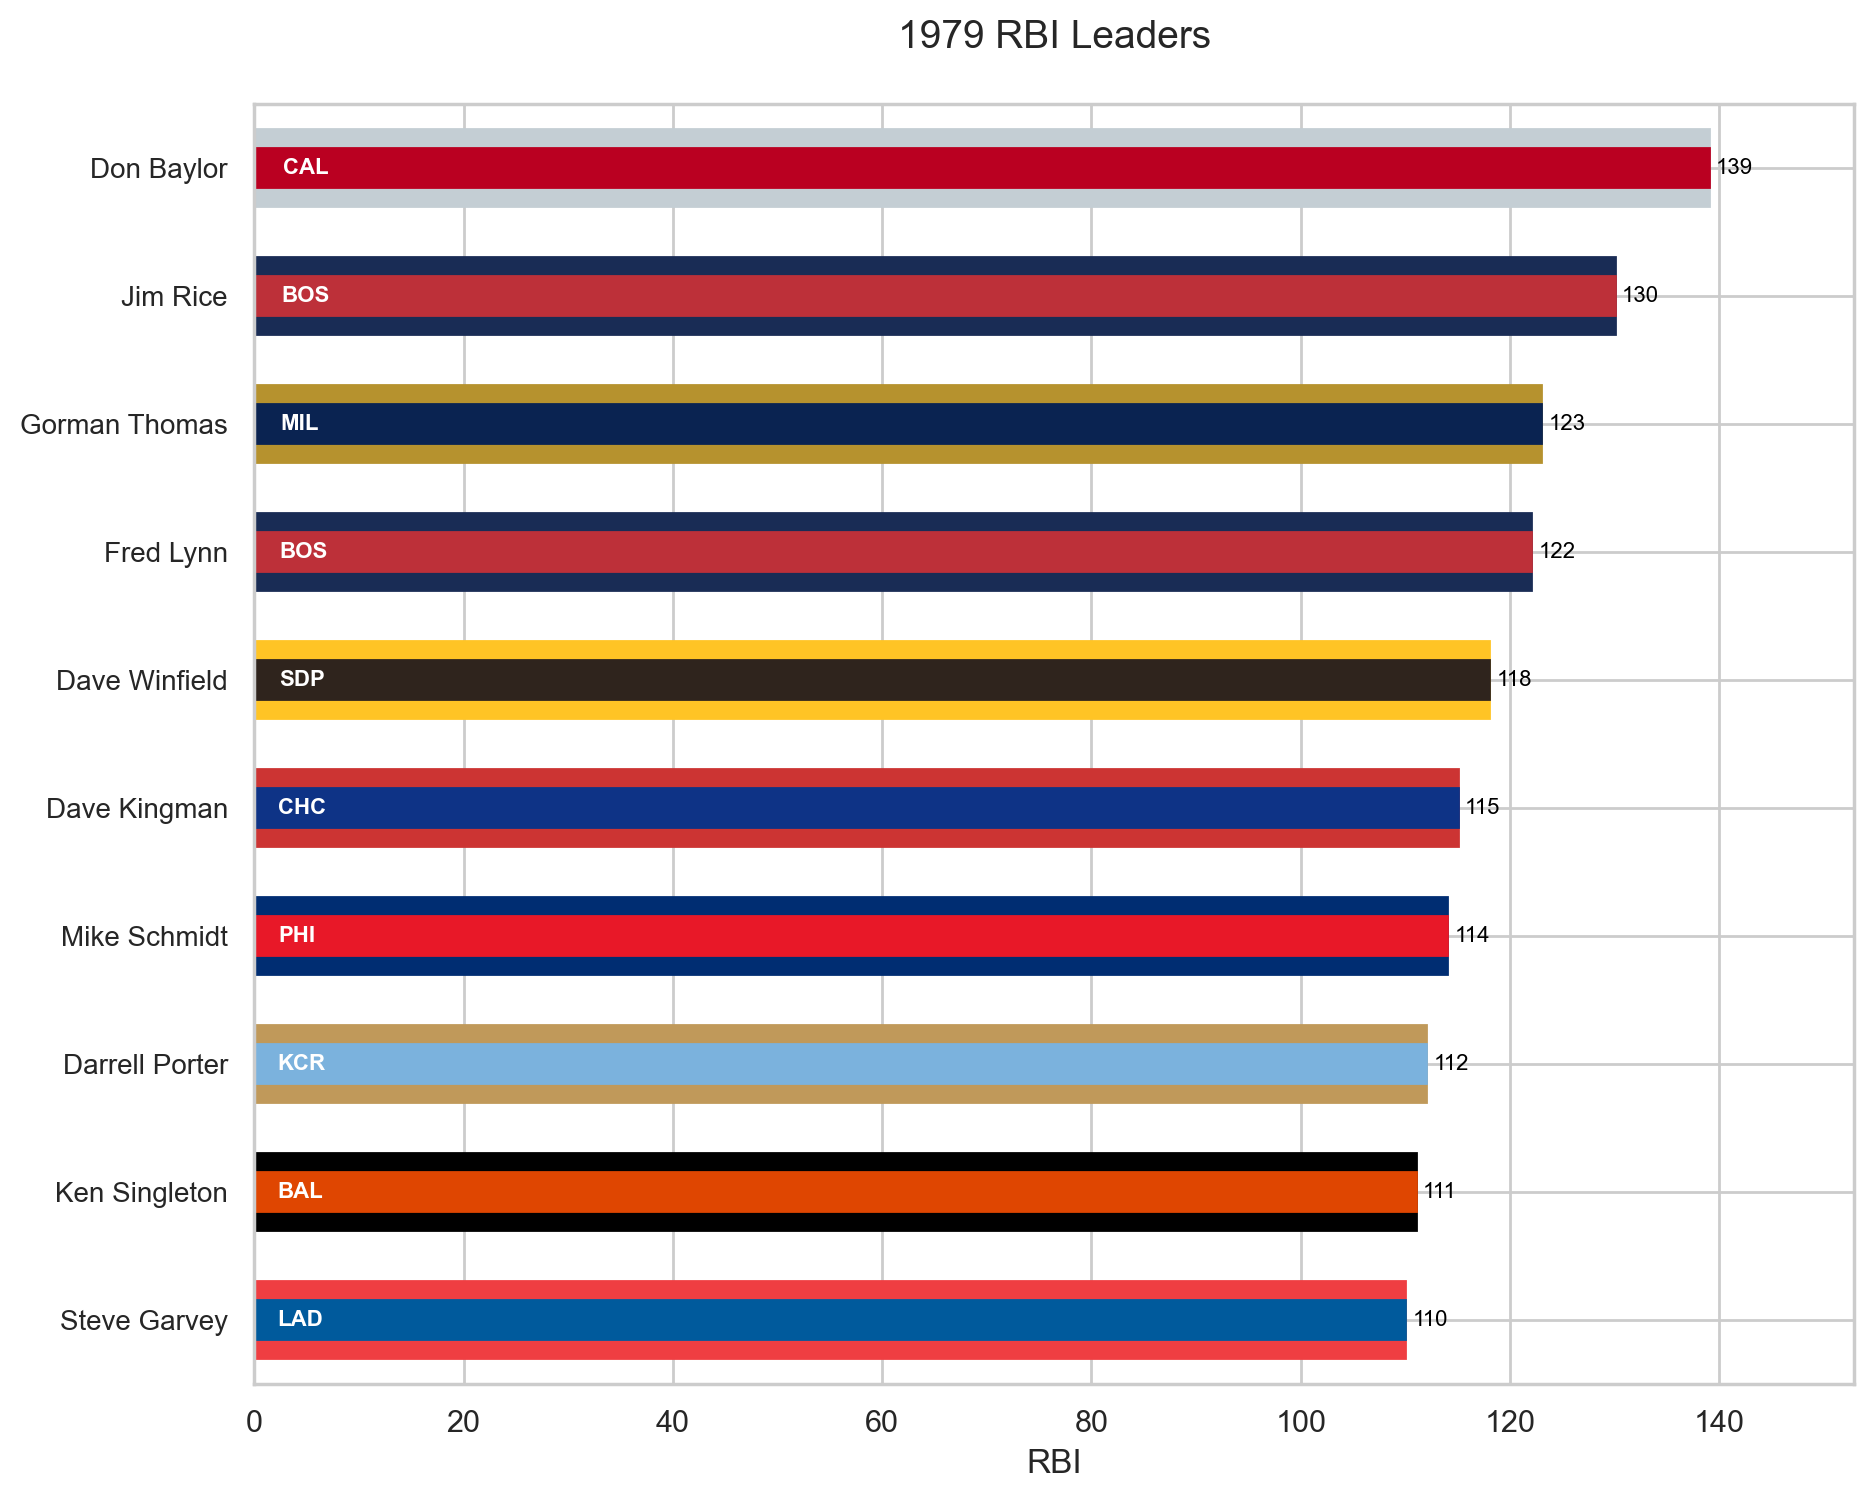 1979 RBI Leaders
Don Baylor CAL 139
Jim Rice BOS 130
Gorman Thomas MIL 123
Fred Lynn BOS 122
Dave Winfield SDP 118
Dave Kingman CHC 115
Mike Schmidt PHI 114
Darrell Porter KCR 112
Ken Singleton BAL 111
Steve Garvey LAD 110
0 20 40 60 80 100 120 140
RBI